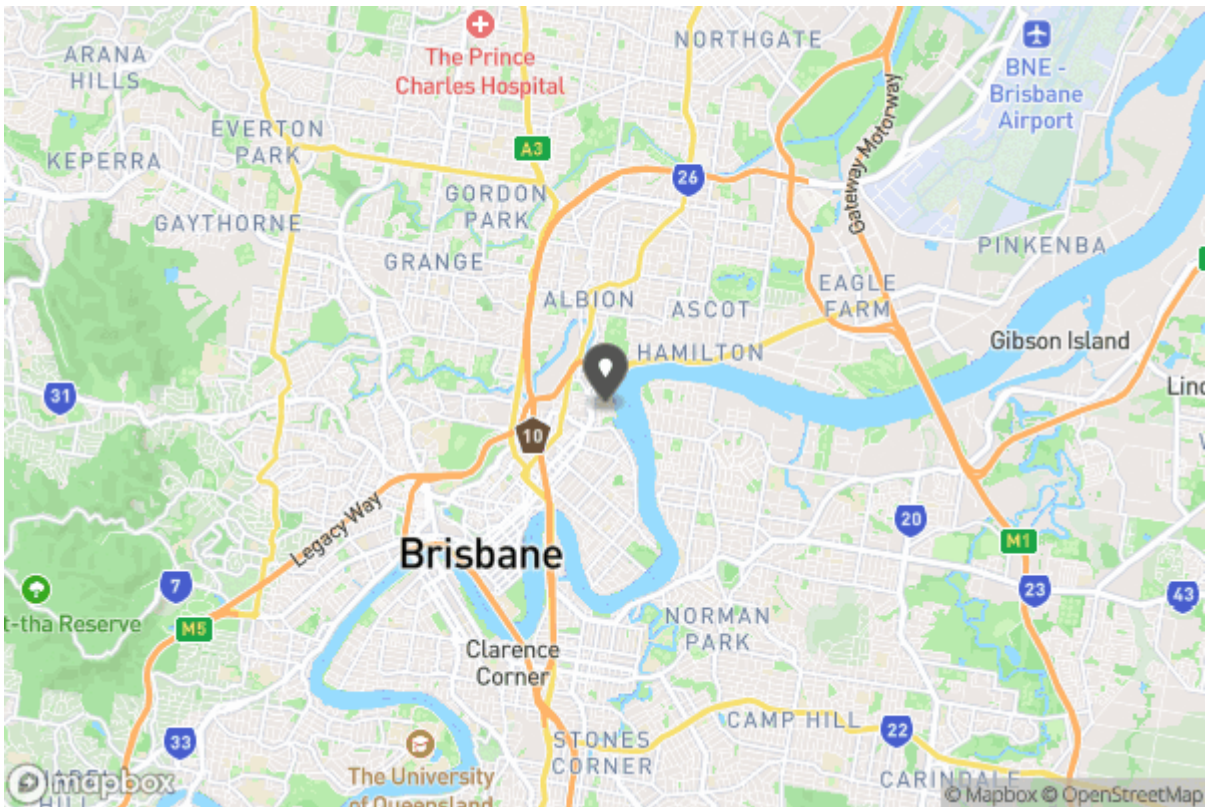 ARANA
HILLS
The Prince
Charles Hospital
NORTHGATE
BNE -
Brisbane
Airport
EVERTON
PARK
KEPERRA
A3
26
Gateway Motorway
GORDON
PARK
GAYTHORNE
GRANGE
PINKENBA
ALBION
ASCOT
EAGLE
FARM
HAMILTON
Gibson Island
31
10
Legacy Way
20
Brisbane
M1
7
23
43
t-tha Reserve
M5
NORMAN
PARK
Clarence
Corner
CAMP HILL
22
33
STONES
CORNER
The University
of Queensland
CARINDALE
HILL
mapbox
© Mapbox © OpenStreetMap